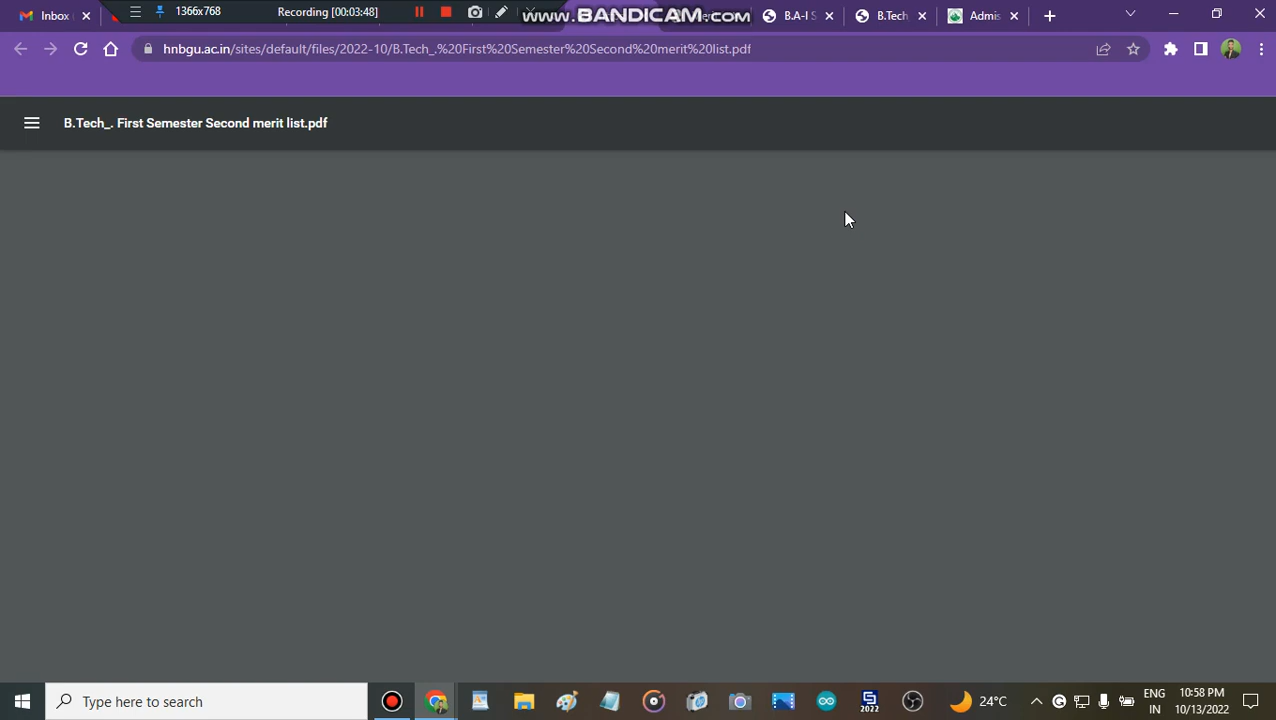 1366x768
Recording [00:03:48]
www.BANDICAM.com
Inbox
B.A-I S
B.Tech
Admis
hnbgu.ac.in/sites/default/files/2022-10/B.Tech_.%20First%20Semester%20Second%20merit%20list.pdf
B.Tech_. First Semester Second merit list.pdf
Type here to search
2022
24°C
ENG
IN
10:58 PM
10/13/2022